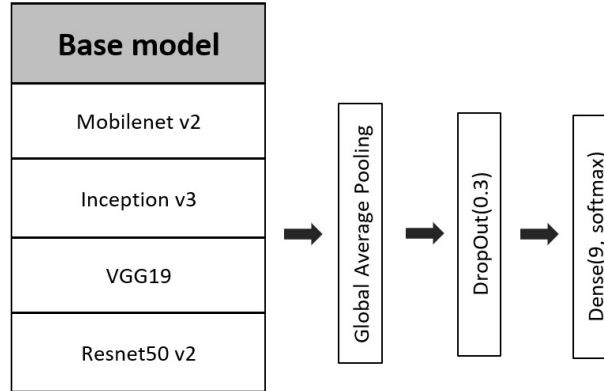 Base model
Mobilenet v2
Inception v3
VGG19
Resnet50 v2
Global Average Pooling
DropOut(0.3)
Dense(9, softmax)